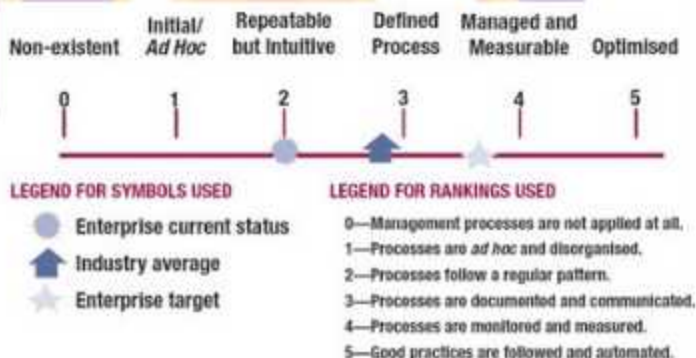 Non-existent
Initial/
Ad Hoc
Repeatable
but Intuitive
Defined
Process
Managed and
Measurable
Optimised
0 1 2 3 4 5
LEGEND FOR SYMBOLS USED
Enterprise current status
Industry average
Enterprise target
LEGEND FOR RANKINGS USED
0—Management processes are not applied at all.
1—Processes are ad hoc and disorganised.
2—Processes follow a regular pattern.
3—Processes are documented and communicated.
4—Processes are monitored and measured.
5—Good practices are followed and automated.